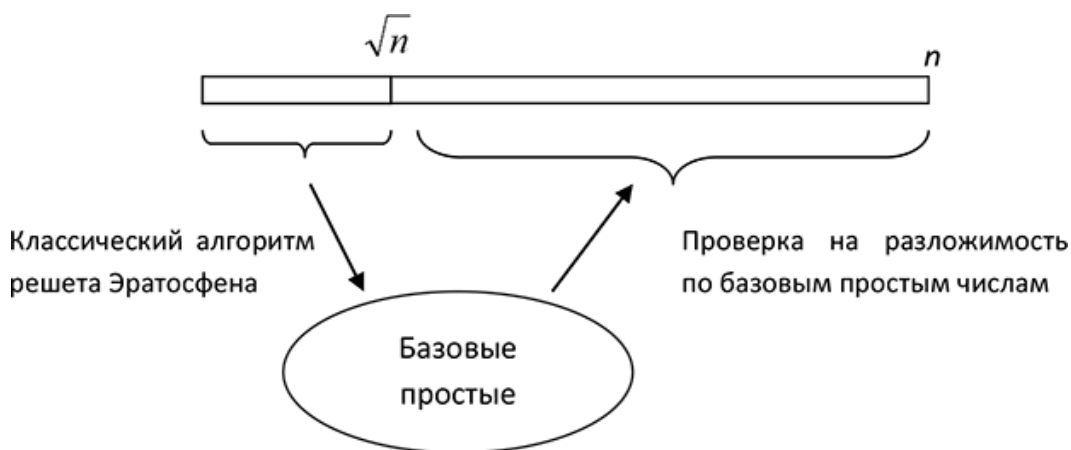 √n
n
Классический алгоритм
решета Эратосфена
Проверка на разложимость
по базовым простым числам
Базовые
простые